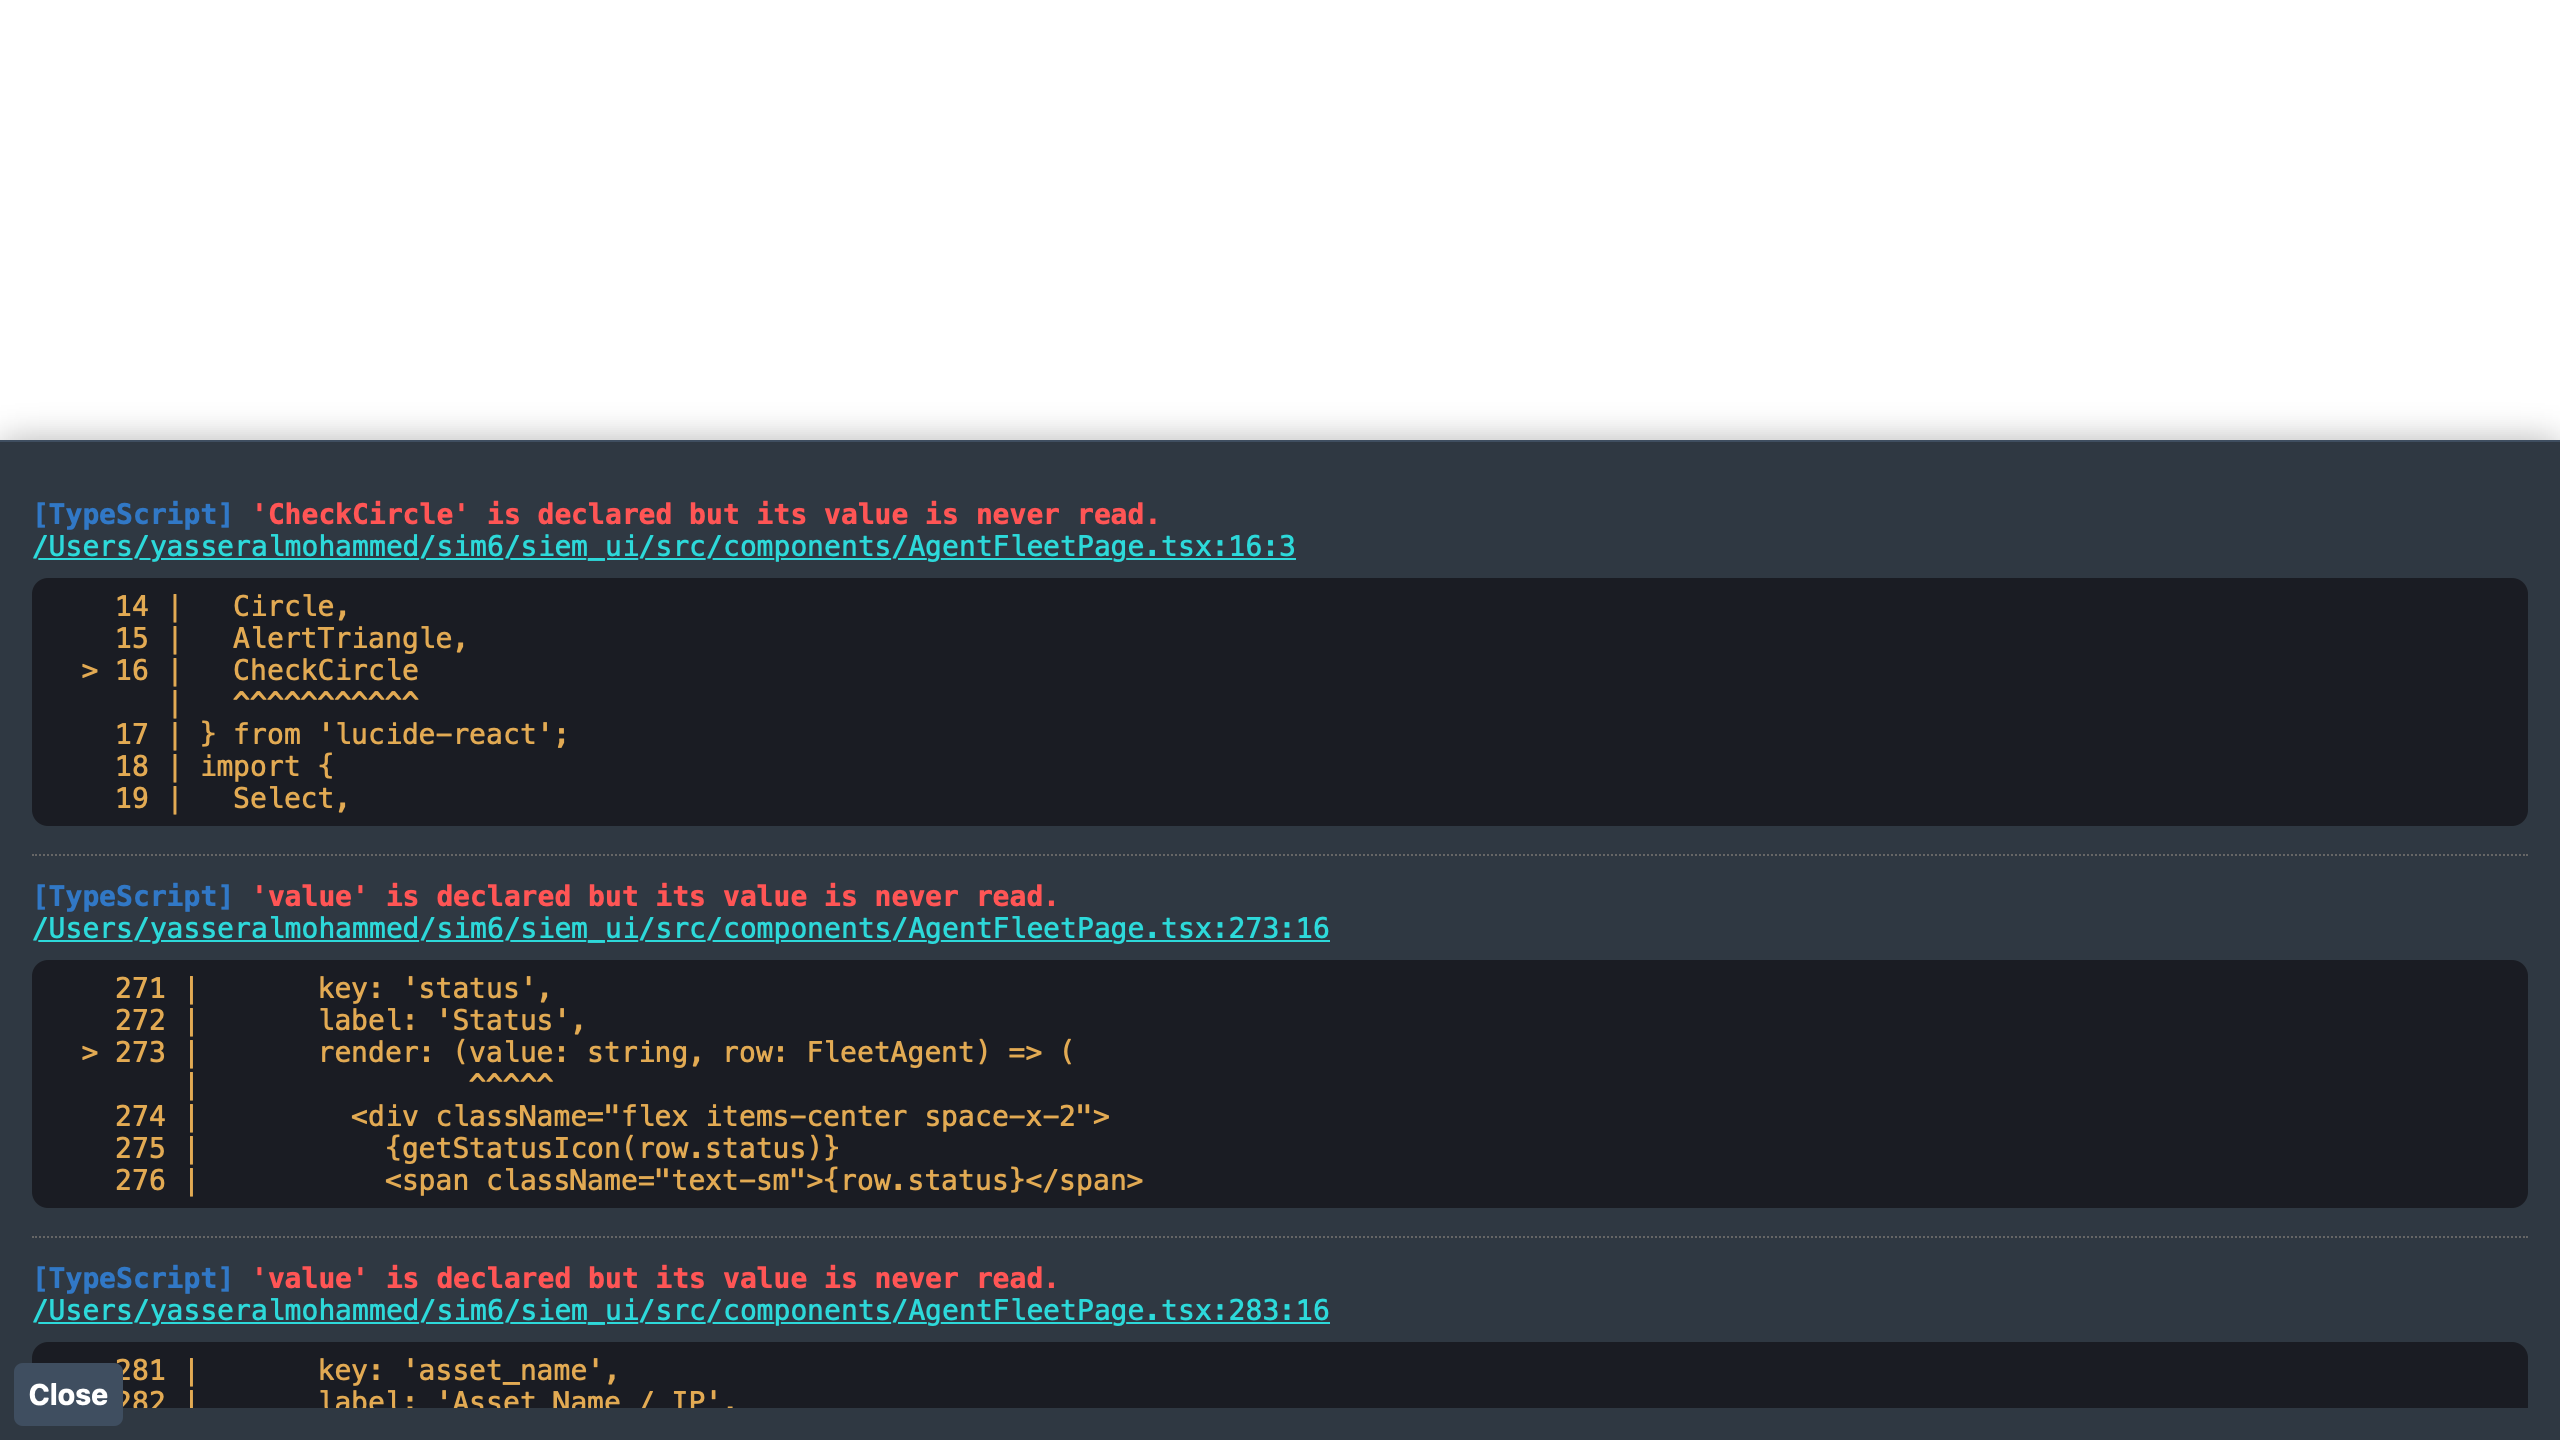 [TypeScript] 'CheckCircle' is declared but its value is never read.
/Users/yasseralmohammed/sim6/siem_ui/src/components/AgentFleetPage.tsx:16:3
14 |   Circle,
15 |   AlertTriangle,
> 16 |   CheckCircle
|   ^^^^^^^^^^^
17 | } from 'lucide-react';
18 | import {
19 |   Select,
[TypeScript] 'value' is declared but its value is never read.
/Users/yasseralmohammed/sim6/siem_ui/src/components/AgentFleetPage.tsx:273:16
271 |       key: 'status',
272 |       label: 'Status',
> 273 |       render: (value: string, row: FleetAgent) => (
|                ^^^^^
274 |         <div className="flex items-center space-x-2">
275 |           {getStatusIcon(row.status)}
276 |           <span className="text-sm">{row.status}</span>
[TypeScript] 'value' is declared but its value is never read.
/Users/yasseralmohammed/sim6/siem_ui/src/components/AgentFleetPage.tsx:283:16
281 |       key: 'asset_name',
282 |       label: 'Asset Name / IP',
Close